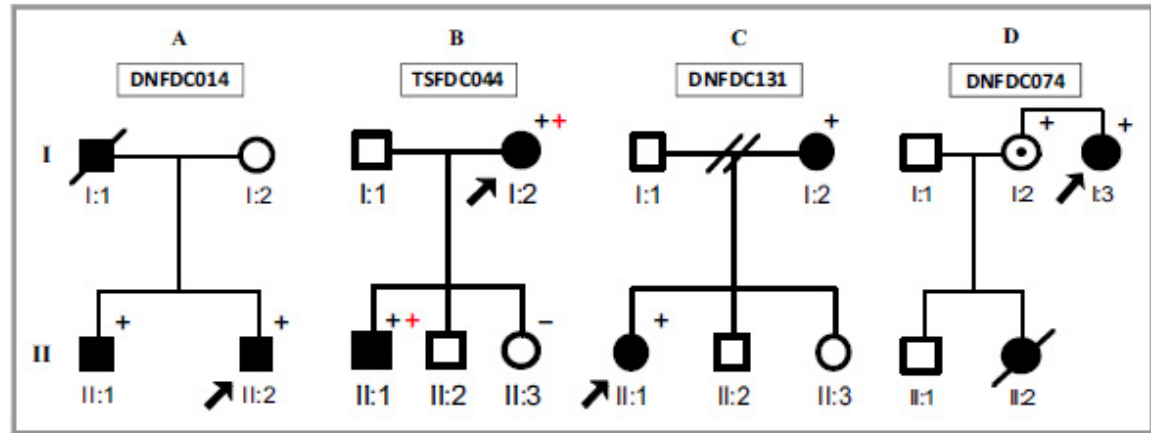 A B C D
DNFDC014 TSFDC044 DNFDC131 DNFDC074
I
+ + + + +
I:1 I:2 I:1 I:2 I:1 I:2 I:1 I:2 I:3
II
+ + + + − +
II:1 II:2 II:1 II:2 II:3 II:1 II:2 II:3 II:1 II:2